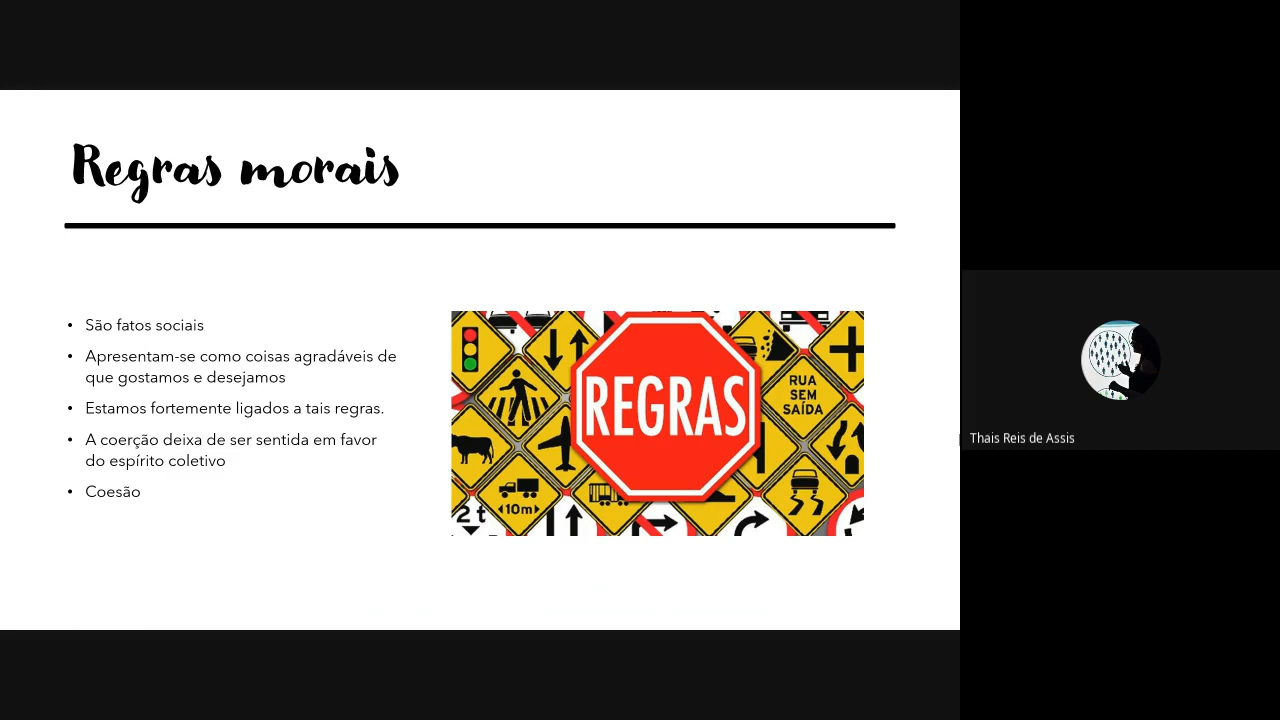 Regras morais
• São fatos sociais
• Apresentam-se como coisas agradáveis de
que gostamos e desejamos
• Estamos fortemente ligados a tais regras.
• A coerção deixa de ser sentida em favor
do espírito coletivo
• Coesão
REGRAS
RUA
SEM
SAÍDA
10m
2 t
Thais Reis de Assis